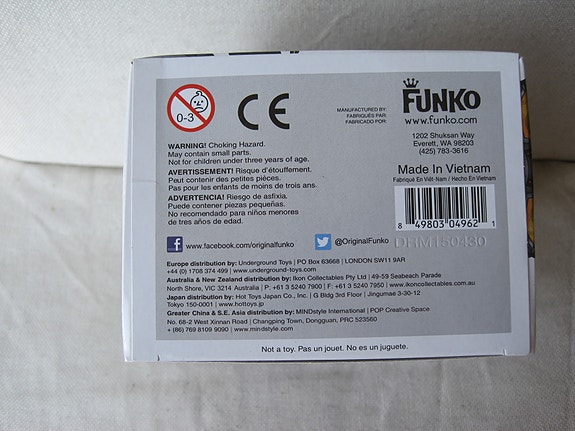 0-3
CE
MANUFACTURED BY:
FABRIQUÉS PAR:
FABRICADO POR:
FUNKO
www.funko.com
1202 Shuksan Way
Everett, WA 98203
(425) 783-3616
WARNING! Choking Hazard.
May contain small parts.
Not for children under three years of age.
AVERTISSEMENT! Risque d'étouffement.
Peut contenir des petites pièces.
Pas pour les enfants de moins de trois ans.
ADVERTENCIA! Riesgo de asfixia.
Puede contener piezas pequeñas.
No recomendado para niños menores
de tres años de edad.
Made In Vietnam
Fabriqué En Viêt-Nam / Hecho En Vietnam
8 49803 04962 1
f www.facebook.com/originalfunko
@OriginalFunko
DRM150430
Europe distribution by: Underground Toys | PO Box 63668 | LONDON SW11 9AR
+44 (0) 1708 374 499 | www.underground-toys.com
Australia & New Zealand distribution by: Ikon Collectables Pty Ltd | 49-59 Seabeach Parade
North Shore, VIC 3214 Australia | P: +61 3 5240 7900 | F: +61 3 5240 7950 | www.ikoncollectables.com.au
Japan distribution by: Hot Toys Japan Co., Inc. | G Bldg 3rd Floor | Jingumae 3-30-12
Tokyo 150-0001 | www.hottoys.jp
Greater China & S.E. Asia distribution by: MINDstyle International | POP Creative Space
No. 68-2 West Xinnan Road | Changping Town, Dongguan, PRC 523560
+ (86) 769 8109 9090 | www.mindstyle.com
Not a toy. Pas un jouet. No es un juguete.